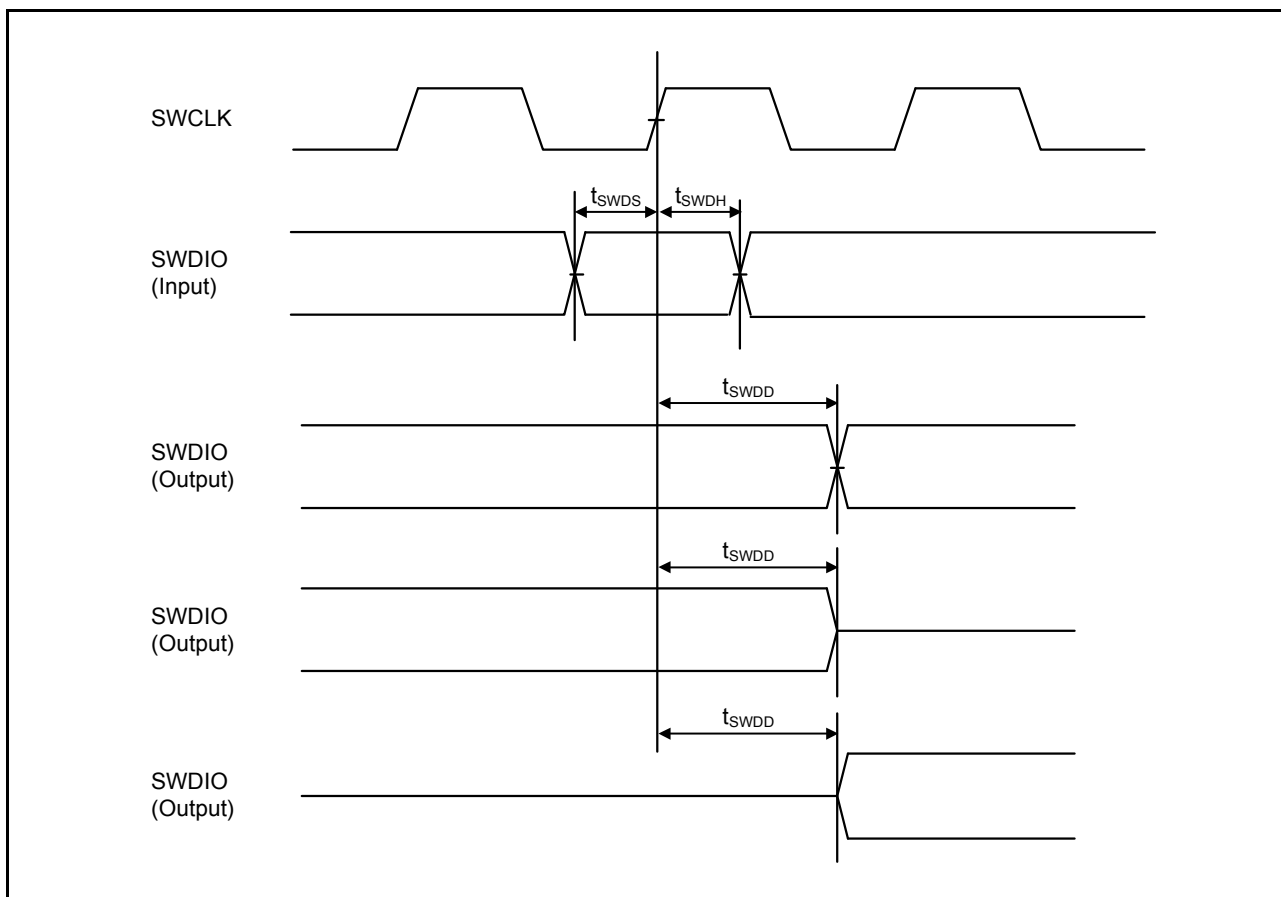 SWCLK
tSWDS
tSWDH
SWDIO
(Input)
tSWDD
SWDIO
(Output)
tSWDD
SWDIO
(Output)
tSWDD
SWDIO
(Output)